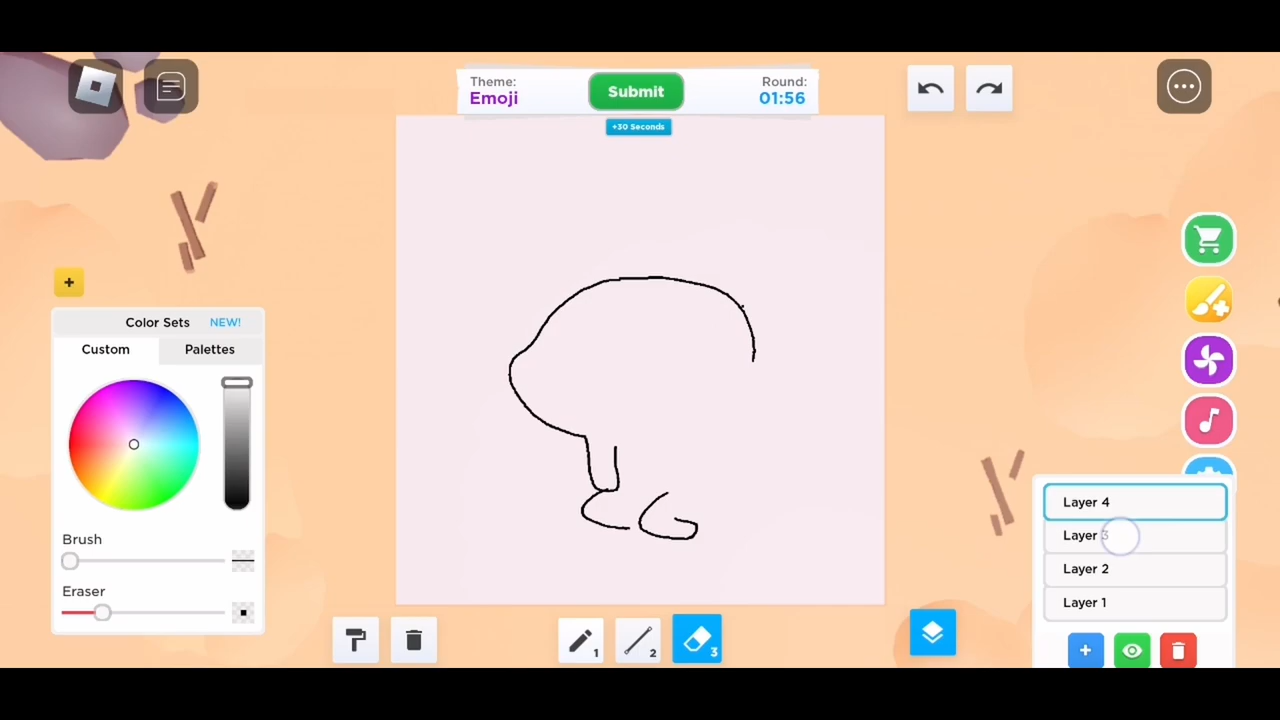 Theme:
Emoji
Submit
Round:
01:56
+30 Seconds
+
Color Sets NEW!
Custom Palettes
Brush
Eraser
1
2
3
Layer 4
Layer 3
Layer 2
Layer 1
+